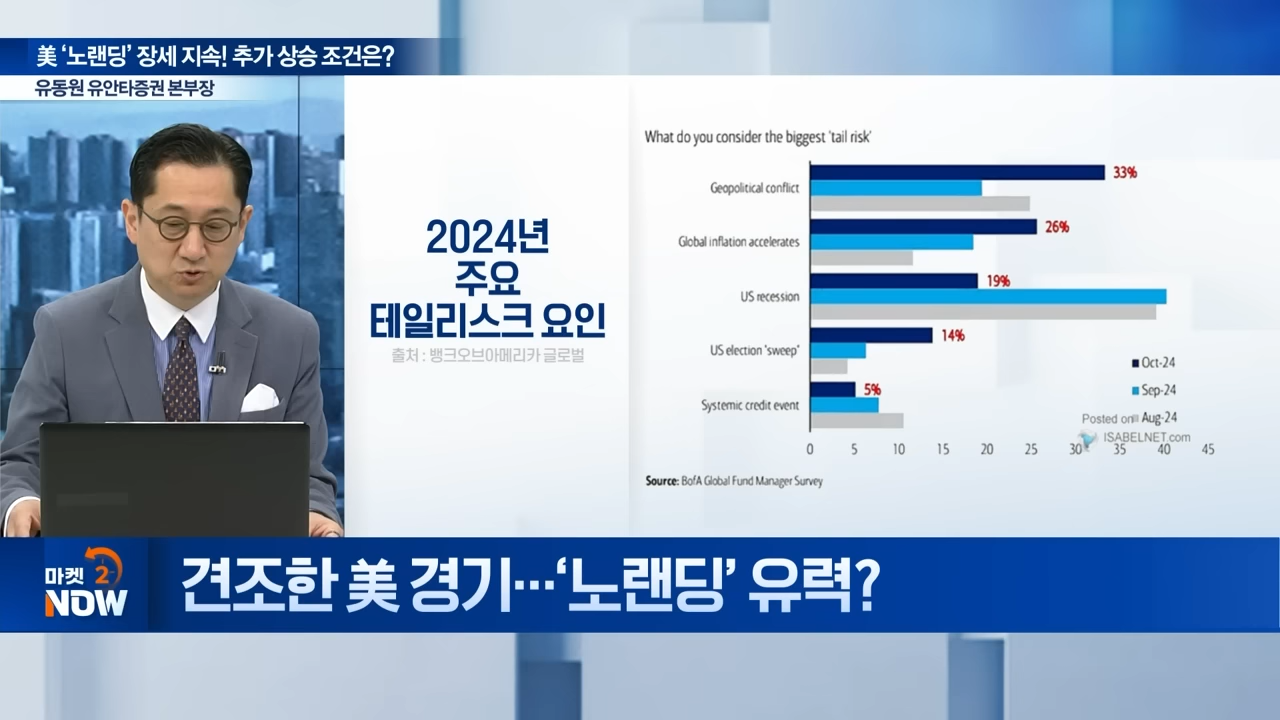 美 ‘노랜딩’ 장세 지속! 추가 상승 조건은?
유동원 유안타증권 본부장
2024년
주요
테일리스크 요인
출처 : 뱅크오브아메리카 글로벌
What do you consider the biggest 'tail risk'
Geopolitical conflict
33%
Global inflation accelerates
26%
US recession
19%
US election 'sweep'
14%
Systemic credit event
5%
Oct-24
Sep-24
Aug-24
Posted on
ISABELNET.com
0 5 10 15 20 25 30 35 40 45
Source: BofA Global Fund Manager Survey
마켓 2
NOW
견조한 美 경기…‘노랜딩’ 유력?